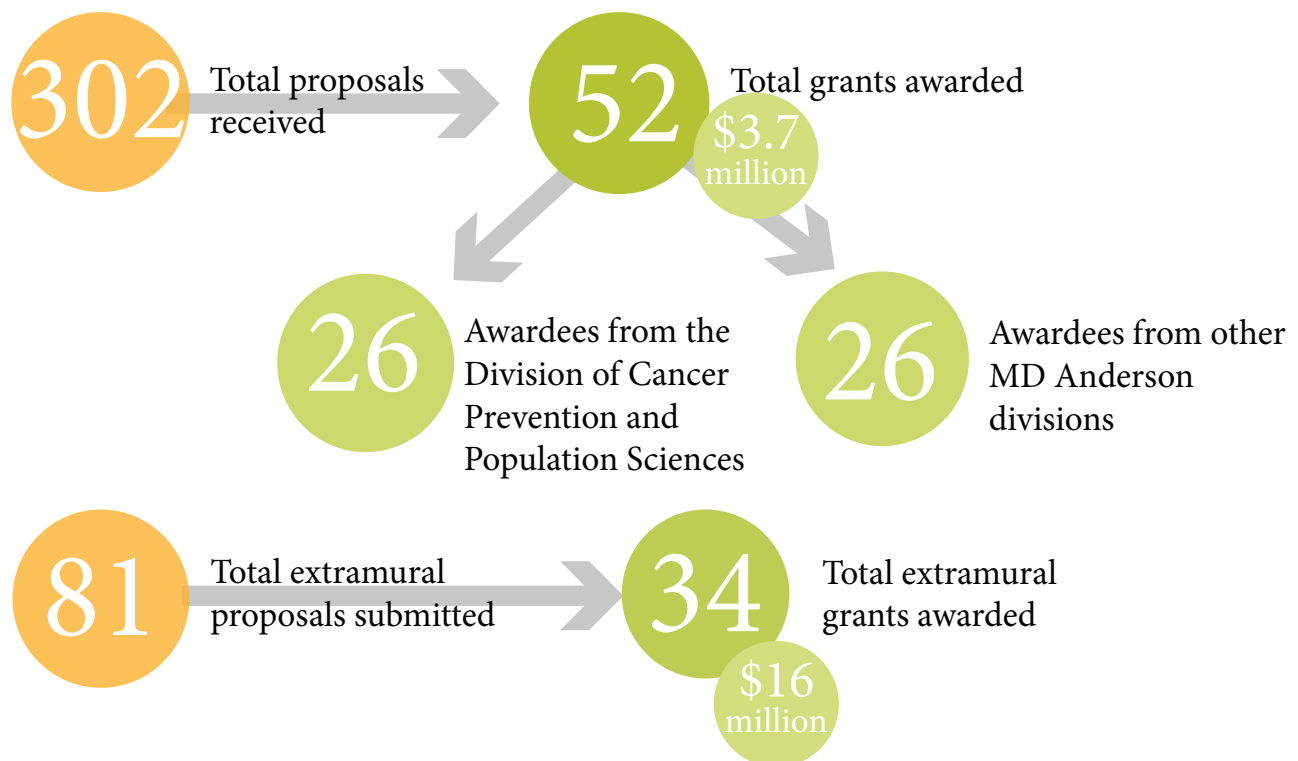 302
Total proposals
received
52
Total grants awarded
$3.7
million
26
Awardees from the
Division of Cancer
Prevention and
Population Sciences
26
Awardees from other
MD Anderson
divisions
81
Total extramural
proposals submitted
34
Total extramural
grants awarded
$16
million